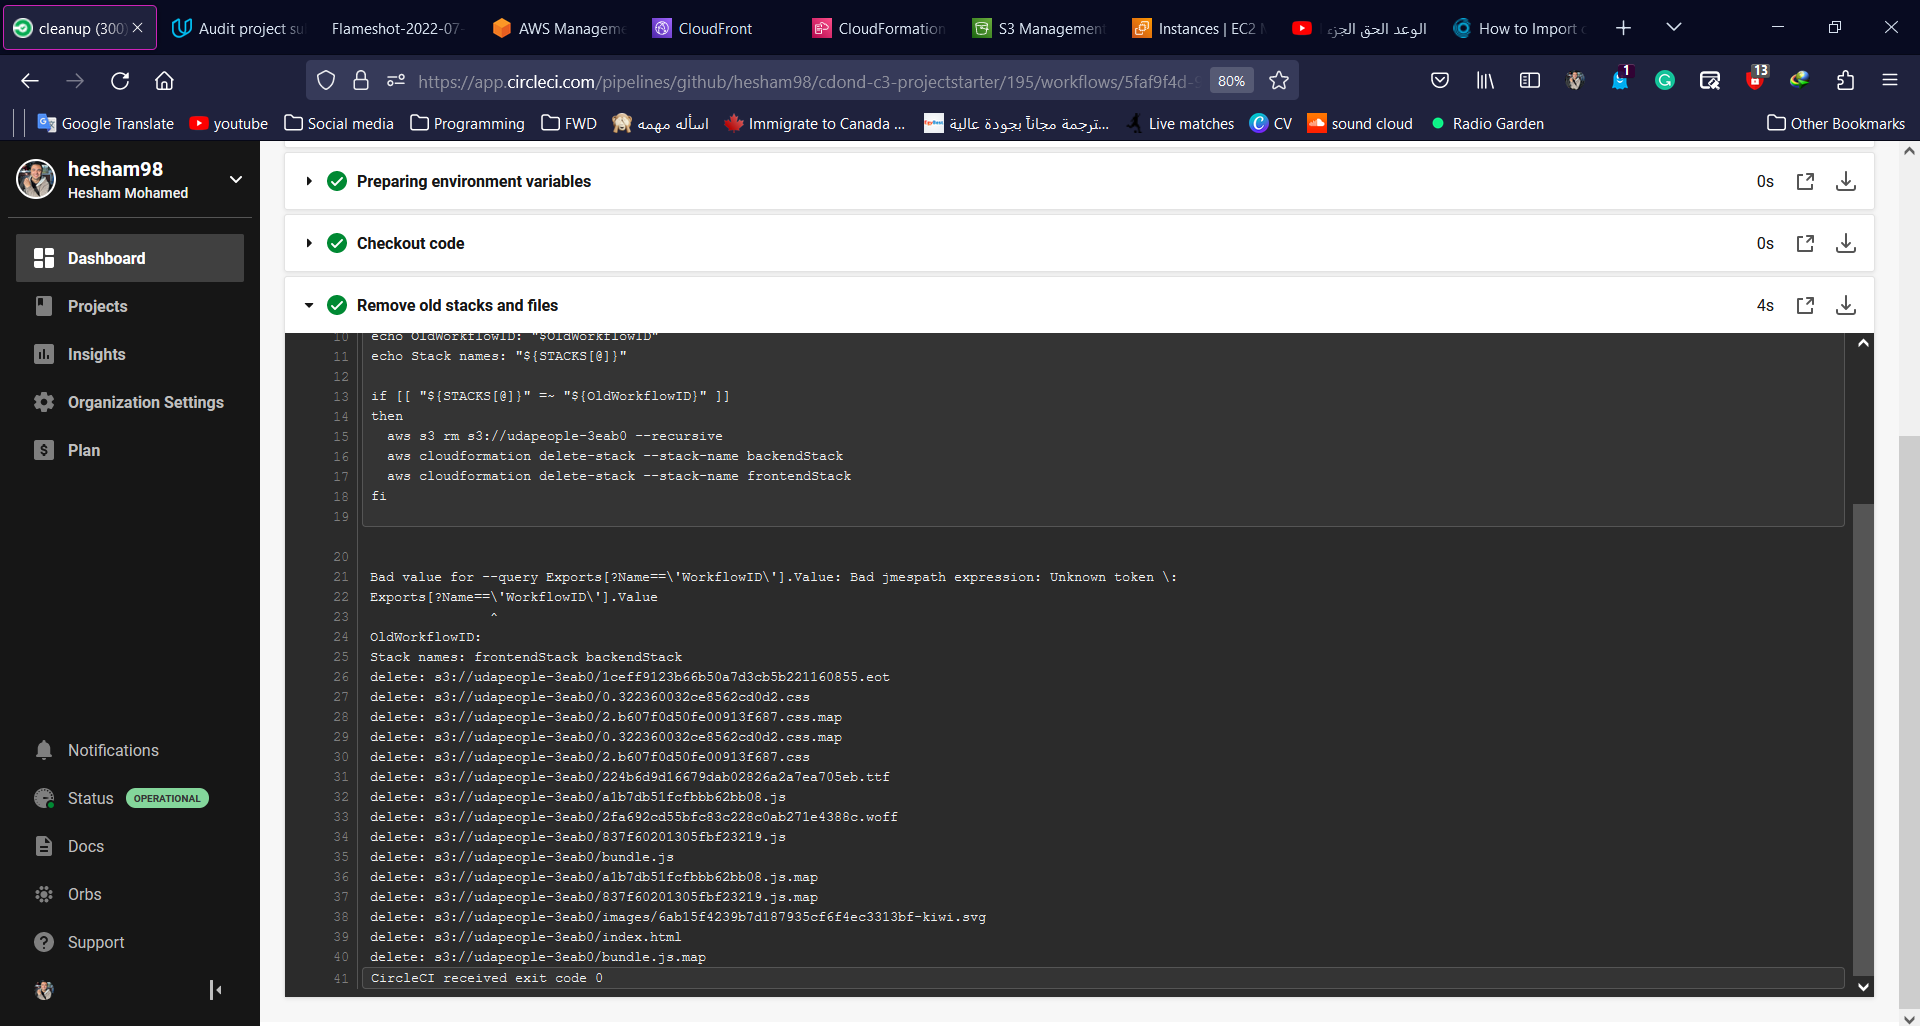 cleanup (300)
Audit project su
Flameshot-2022-07-
AWS Manageme
CloudFront
CloudFormation
S3 Management
Instances | EC2 M
الوعد الحق الجزء
How to Import c
https://app.circleci.com/pipelines/github/hesham98/cdond-c3-projectstarter/195/workflows/5faf9f4d-9
80%
1
13
Google Translate
youtube
Social media
Programming
FWD
اسأله مهمه
Immigrate to Canada ...
ترجمة مجاناً بجودة عالية...
Live matches
CV
sound cloud
Radio Garden
Other Bookmarks
hesham98
Hesham Mohamed
Dashboard
Projects
Insights
Organization Settings
Plan
Notifications
Status OPERATIONAL
Docs
Orbs
Support
Preparing environment variables 0s
Checkout code 0s
Remove old stacks and files 4s
10 echo OldWorkflowID: "$OldWorkflowID"
11 echo Stack names: "${STACKS[@]}"
12
13 if [[ "${STACKS[@]}" =~ "${OldWorkflowID}" ]]
14 then
15 aws s3 rm s3://udapeople-3eab0 --recursive
16 aws cloudformation delete-stack --stack-name backendStack
17 aws cloudformation delete-stack --stack-name frontendStack
18 fi
19
20
21 Bad value for --query Exports[?Name==\'WorkflowID\'].Value: Bad jmespath expression: Unknown token \:
22 Exports[?Name==\'WorkflowID\'].Value
23 ^
24 OldWorkflowID:
25 Stack names: frontendStack backendStack
26 delete: s3://udapeople-3eab0/1ceff9123b66b50a7d3cb5b221160855.eot
27 delete: s3://udapeople-3eab0/0.322360032ce8562cd0d2.css
28 delete: s3://udapeople-3eab0/2.b607f0d50fe00913f687.css.map
29 delete: s3://udapeople-3eab0/0.322360032ce8562cd0d2.css.map
30 delete: s3://udapeople-3eab0/2.b607f0d50fe00913f687.css
31 delete: s3://udapeople-3eab0/224b6d9d16679dab02826a2a7ea705eb.ttf
32 delete: s3://udapeople-3eab0/a1b7db51fcfbbb62bb08.js
33 delete: s3://udapeople-3eab0/2fa692cd55bfc83c228c0ab271e4388c.woff
34 delete: s3://udapeople-3eab0/837f60201305fbf23219.js
35 delete: s3://udapeople-3eab0/bundle.js
36 delete: s3://udapeople-3eab0/a1b7db51fcfbbb62bb08.js.map
37 delete: s3://udapeople-3eab0/837f60201305fbf23219.js.map
38 delete: s3://udapeople-3eab0/images/6ab15f4239b7d187935cf6f4ec3313bf-kiwi.svg
39 delete: s3://udapeople-3eab0/index.html
40 delete: s3://udapeople-3eab0/bundle.js.map
41 CircleCI received exit code 0